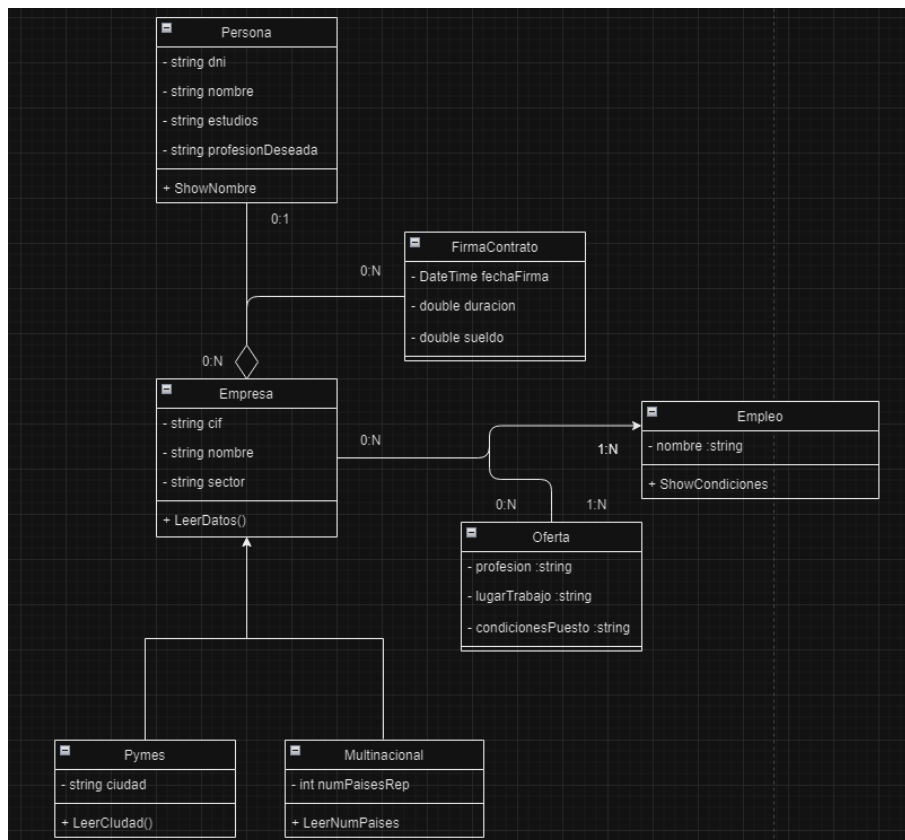 Persona
- string dni
- string nombre
- string estudios
- string profesionDeseada
+ ShowNombre
0:1
FirmaContrato
0:N
- DateTime fechaFirma
- double duracion
- double sueldo
0:N
Empresa
- string cif
- string nombre
- string sector
+ LeerDatos()
0:N
Empleo
1:N
- nombre :string
+ ShowCondiciones
0:N
1:N
Oferta
- profesion :string
- lugarTrabajo :string
- condicionesPuesto :string
Pymes
- string ciudad
+ LeerCIudad()
Multinacional
- int numPaisesRep
+ LeerNumPaises